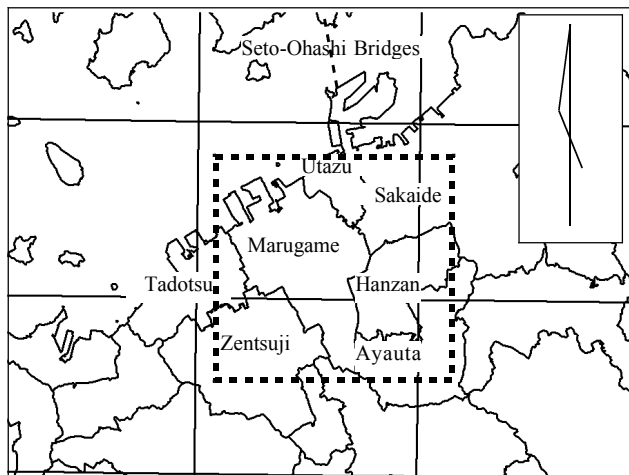 Seto-Ohashi Bridges
Utazu
Sakaide
Marugame
Tadotsu
Hanzan
Zentsuji
Ayauta